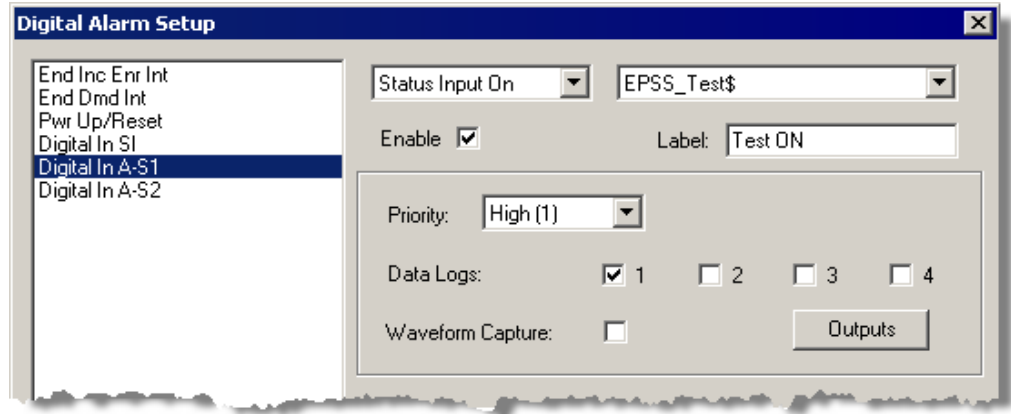 Digital Alarm Setup
End Inc Enr Int
End Dmd Int
Pwr Up/Reset
Digital In SI
Digital In A-S1
Digital In A-S2
Status Input On
EPSS_Test$
Enable
Label: Test ON
Priority: High (1)
Data Logs: 1 2 3 4
Waveform Capture:
Outputs